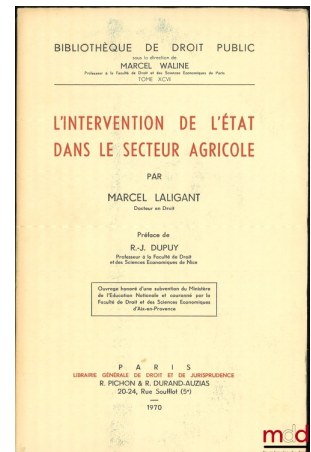 BIBLIOTHÈQUE DE DROIT PUBLIC
sous la direction de
MARCEL WALINE
Professeur à la Faculté de Droit et des Sciences Economiques de Paris
TOME XCVI
L'INTERVENTION DE L'ÉTAT
DANS LE SECTEUR AGRICOLE
PAR
MARCEL LALIGANT
Docteur en Droit
Préface de
R.-J. DUPUY
Professeur à la Faculté de Droit
et des Sciences Economiques de Nice
Ouvrage honoré d'une subvention du Ministère
de l'Education Nationale et couronné par la
Faculté de Droit et des Sciences Economiques
d'Aix-en-Provence
PARIS
LIBRAIRIE GÉNÉRALE DE DROIT ET DE JURISPRUDENCE
R. PICHON & R. DURAND-AUZIAS
20-24, Rue Soufflot (5e)
—
1970
mdd